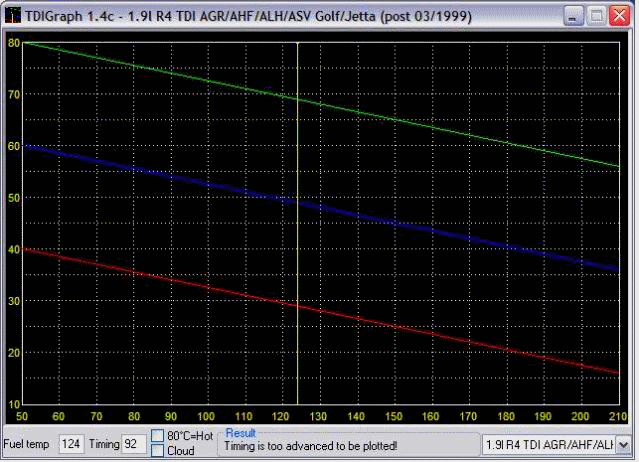 TDIGraph 1.4c - 1.9l R4 TDI AGR/AHF/ALH/ASV Golf/Jetta (post 03/1999)
80
70
60
50
40
30
20
10
50 60 70 80 90 100 110 120 130 140 150 160 170 180 190 200 210
Fuel temp 124 Timing 92
80°C=Hot
Cloud
Result
Timing is too advanced to be plotted!
1.9l R4 TDI AGR/AHF/ALH